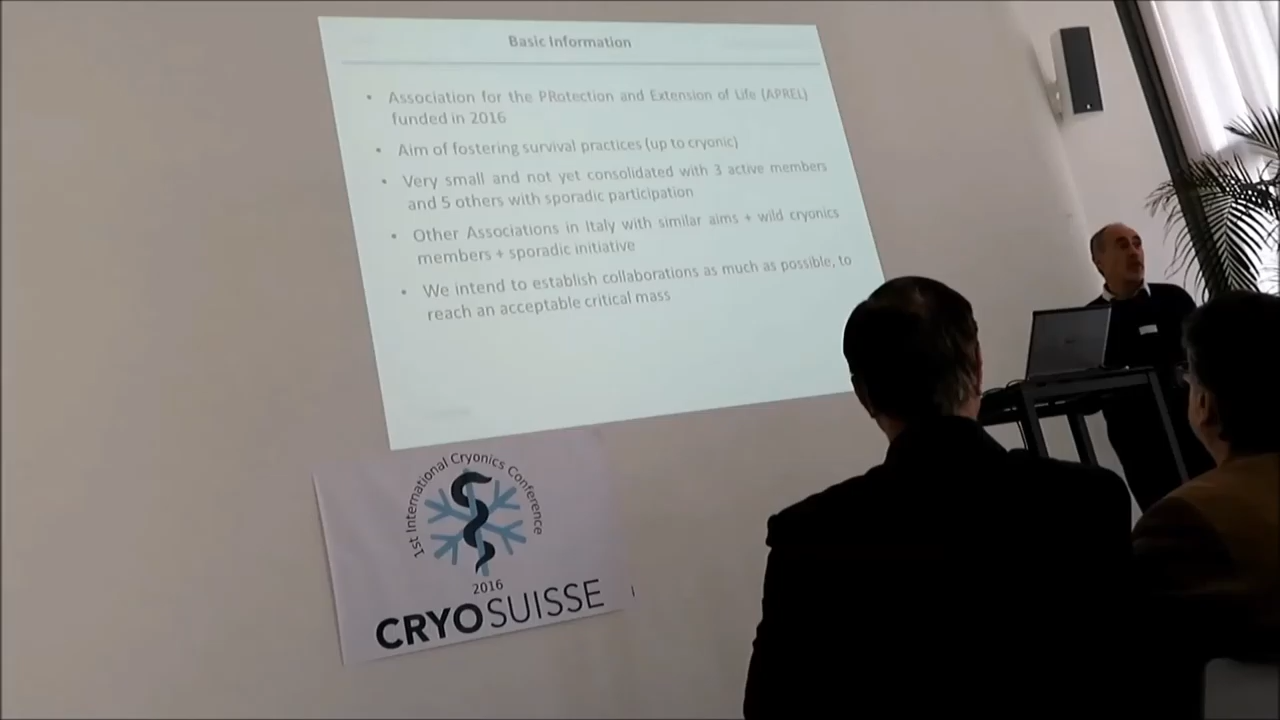 Basic Information
• Association for the PRotection and Extension of Life (APREL)
funded in 2016
• Aim of fostering survival practices (up to cryonic)
• Very small and not yet consolidated with 3 active members
and 5 others with sporadic participation
• Other Associations in Italy with similar aims + wild cryonics
members + sporadic initiative
• We intend to establish collaborations as much as possible, to
reach an acceptable critical mass
1st International Cryonics Conference
2016
CRYOSUISSE